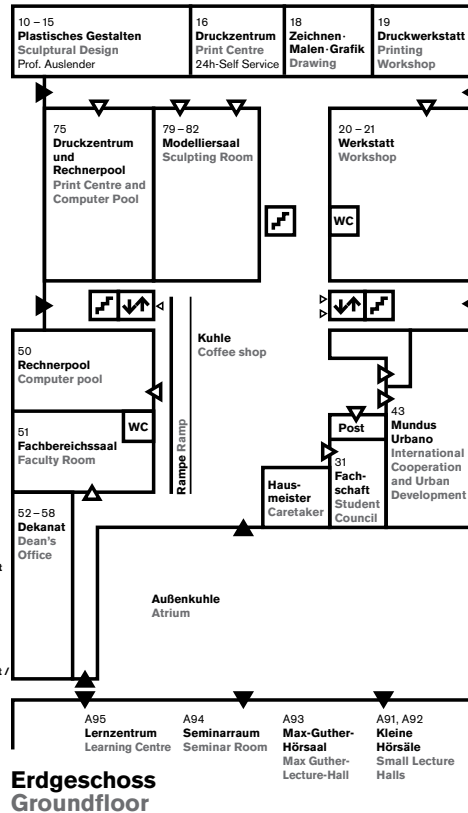 10 – 15
Plastisches Gestalten
Sculptural Design
Prof. Auslender
16
Druckzentrum
Print Centre
24h-Self Service
18
Zeichnen ·
Malen · Grafik
Drawing
19
Druckwerkstatt
Printing
Workshop
75
Druckzentrum
und
Rechnerpool
Print Centre and
Computer Pool
79 – 82
Modelliersaal
Sculpting Room
20 – 21
Werkstatt
Workshop
WC
50
Rechnerpool
Computer pool
Kuhle
Coffee shop
51
Fachbereichssaal
Faculty Room
WC
Rampe Ramp
52 – 58
Dekanat
Dean's
Office
Haus-
meister
Caretaker
Post
31
Fach-
schaft
Student
Council
43
Mundus
Urbano
International
Cooperation
and Urban
Development
Außenkuhle
Atrium
t
t /
A95
Lernzentrum
Learning Centre
A94
Seminarraum
Seminar Room
A93
Max-Guther-
Hörsaal
Max Guther-
Lecture-Hall
A91, A92
Kleine
Hörsäle
Small Lecture
Halls
Erdgeschoss
Groundfloor